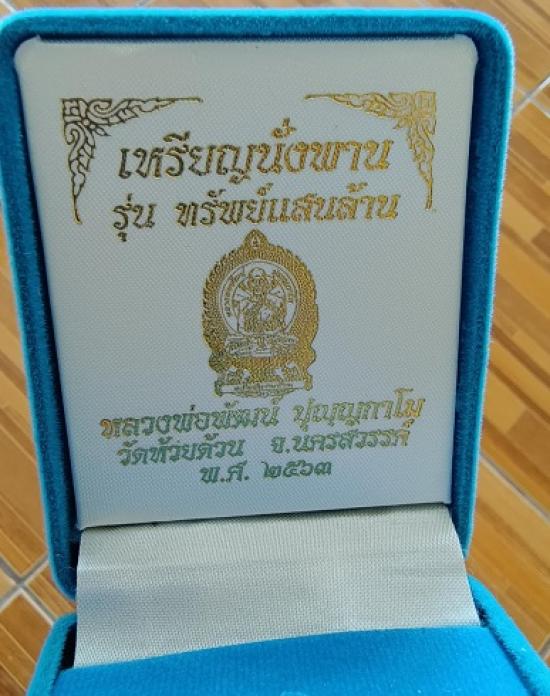 เหรียญนั่งพาน
รุ่น ทรัพย์แสนล้าน
หลวงพ่อพัฒน์ ปุญฺญกาโม
วัดห้วยด้วน จ.นครสวรรค์
พ.ศ. ๒๕๖๓